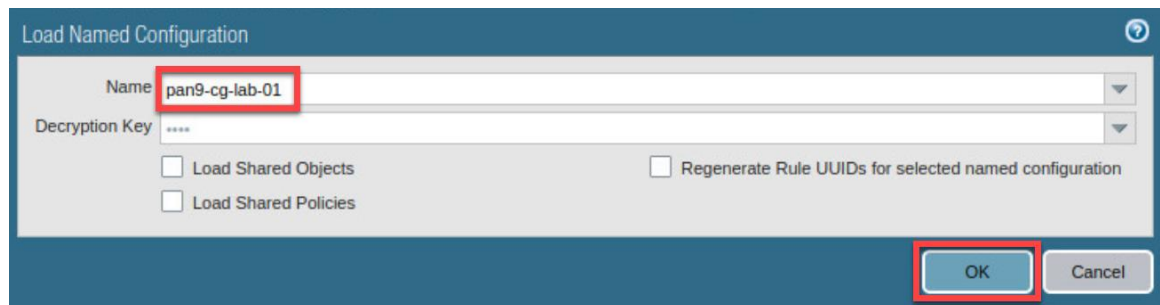 Load Named Configuration
Name pan9-cg-lab-01
Decryption Key ****
Load Shared Objects Regenerate Rule UUIDs for selected named configuration
Load Shared Policies
OK Cancel